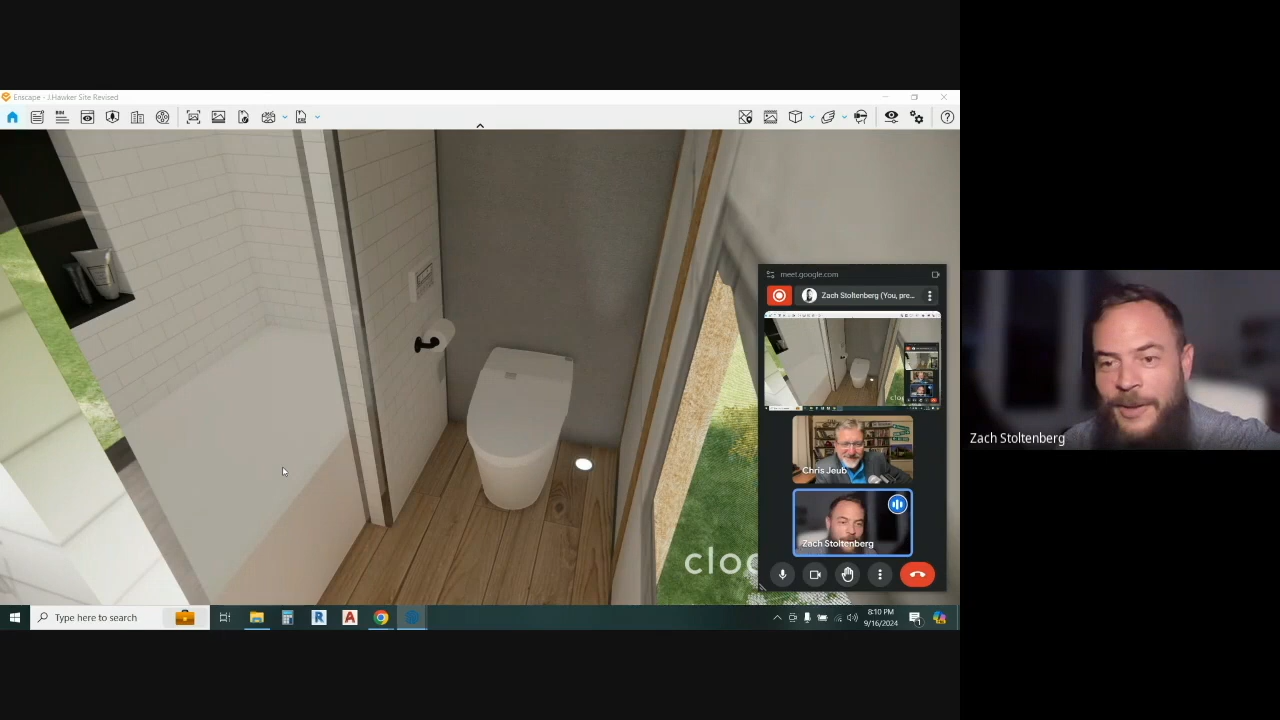 Enscape - J.Hawker Site Revised
meet.google.com
Zach Stoltenberg (You, pre...
Chris Jeub
Zach Stoltenberg
Zach Stoltenberg
Type here to search
8:10 PM
9/16/2024